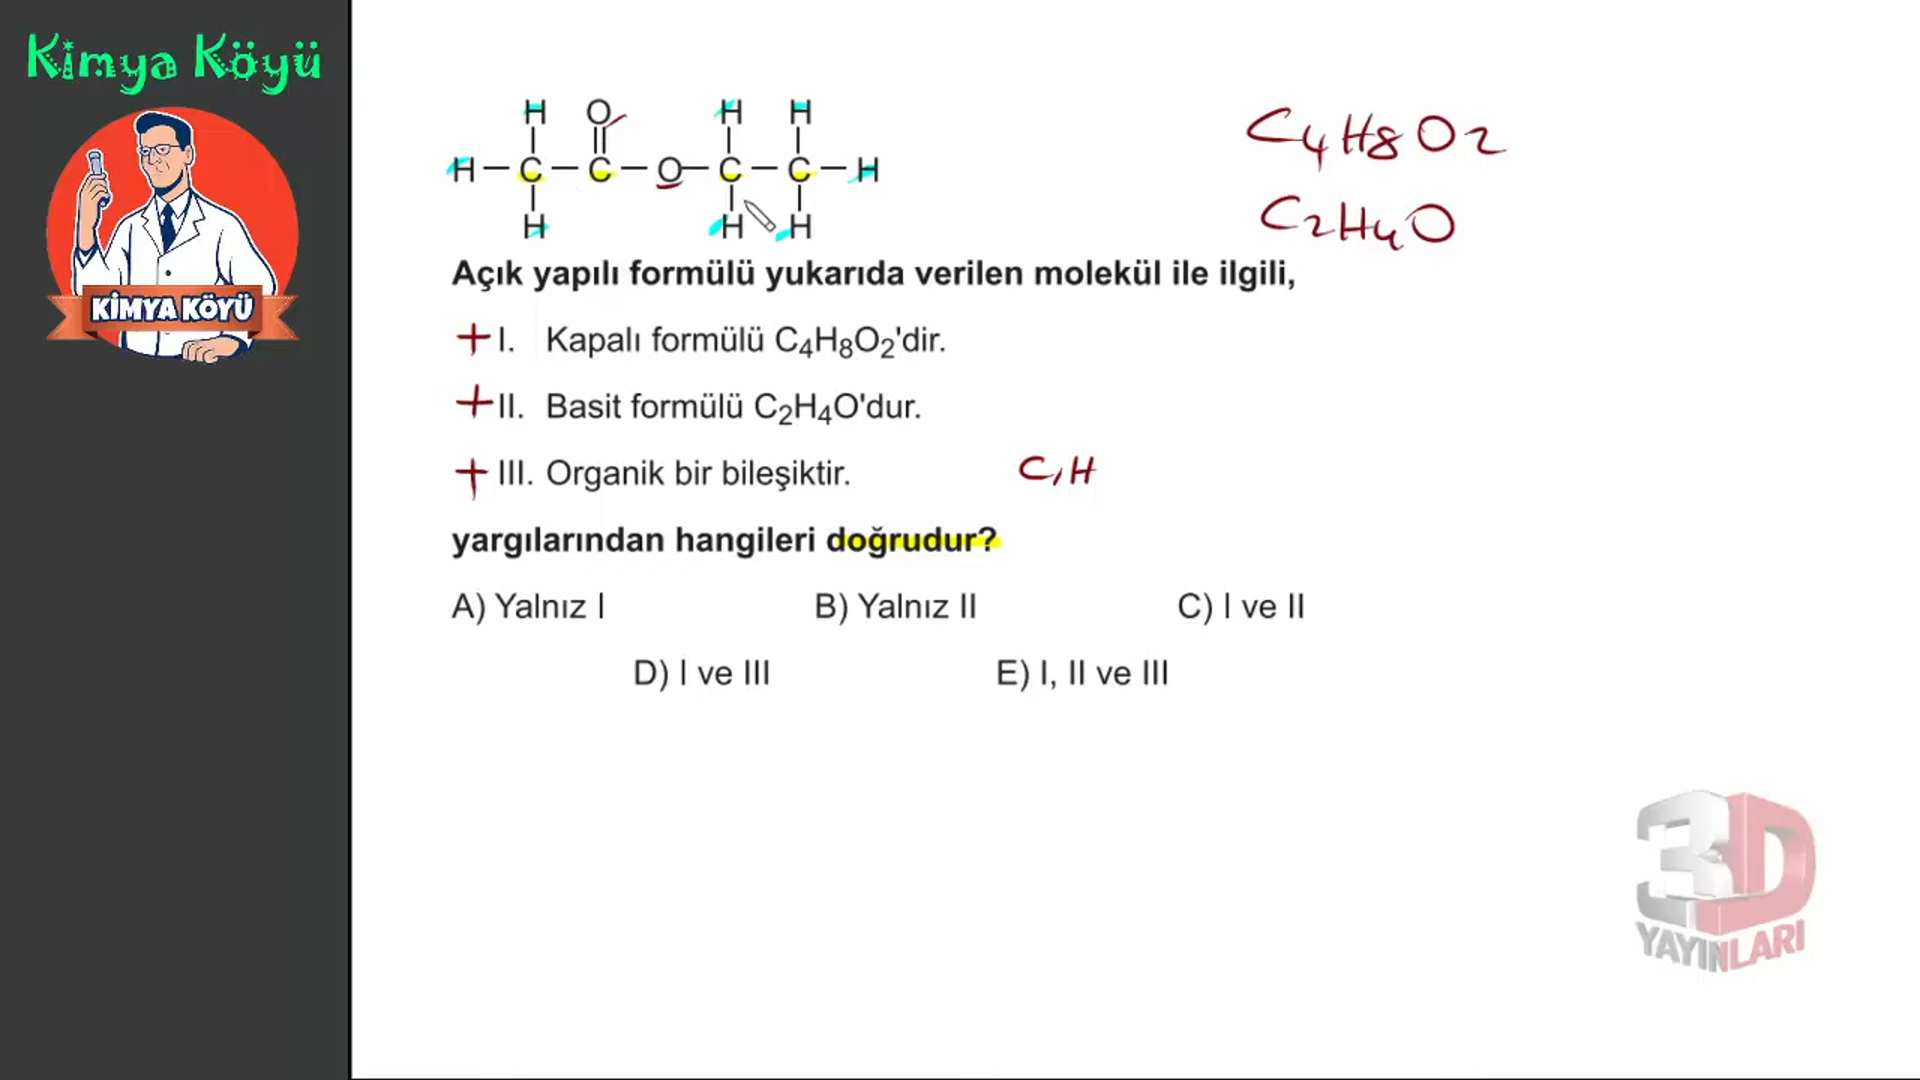 Kimya Köyü
KİMYA KÖYÜ
H O H H
H–C–C–O–C–C–H
H H H
C4H8O2
C2H4O
Açık yapılı formülü yukarıda verilen molekül ile ilgili,
+ I. Kapalı formülü C4H8O2'dir.
+ II. Basit formülü C2H4O'dur.
+ III. Organik bir bileşiktir. C,H
yargılarından hangileri doğrudur?
A) Yalnız I B) Yalnız II C) I ve II
D) I ve III E) I, II ve III
3D
YAYINLARI